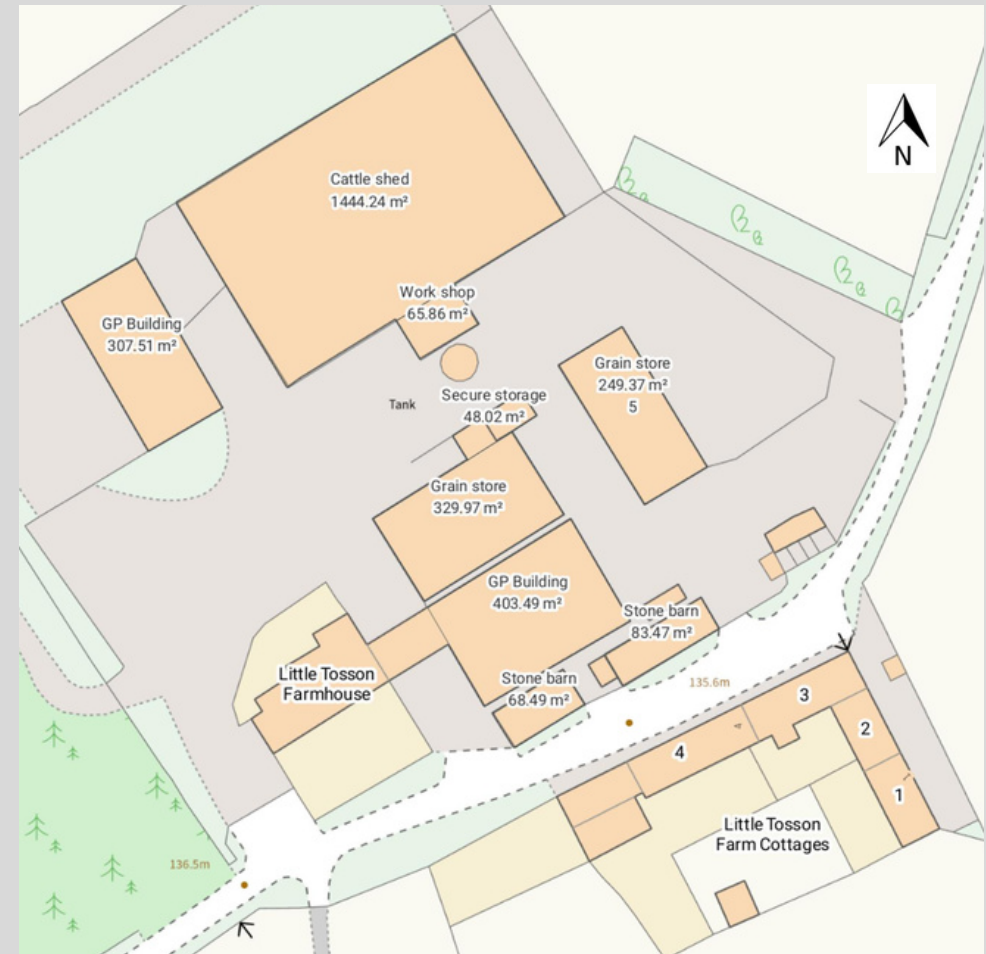 Cattle shed
1444.24 m²
N
Work shop
65.86 m²
GP Building
307.51 m²
Grain store
249.37 m²
5
Secure storage
48.02 m²
Tank
Grain store
329.97 m²
GP Building
403.49 m²
Stone barn
83.47 m²
Little Tosson
Farmhouse
Stone barn
68.49 m²
135.6m
3
2
4
1
Little Tosson
Farm Cottages
136.5m